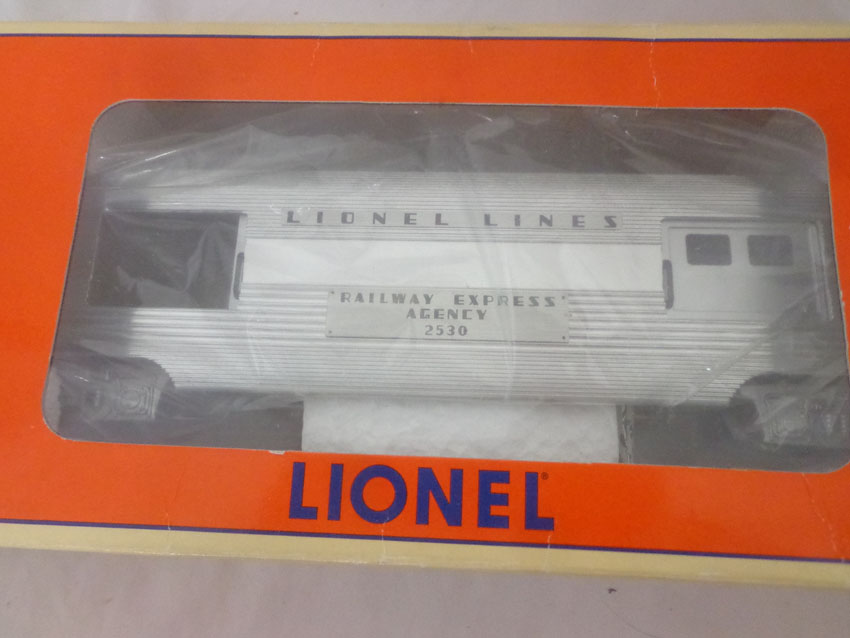 LIONEL LINES
RAILWAY EXPRESS
AGENCY
2530
LIONEL®